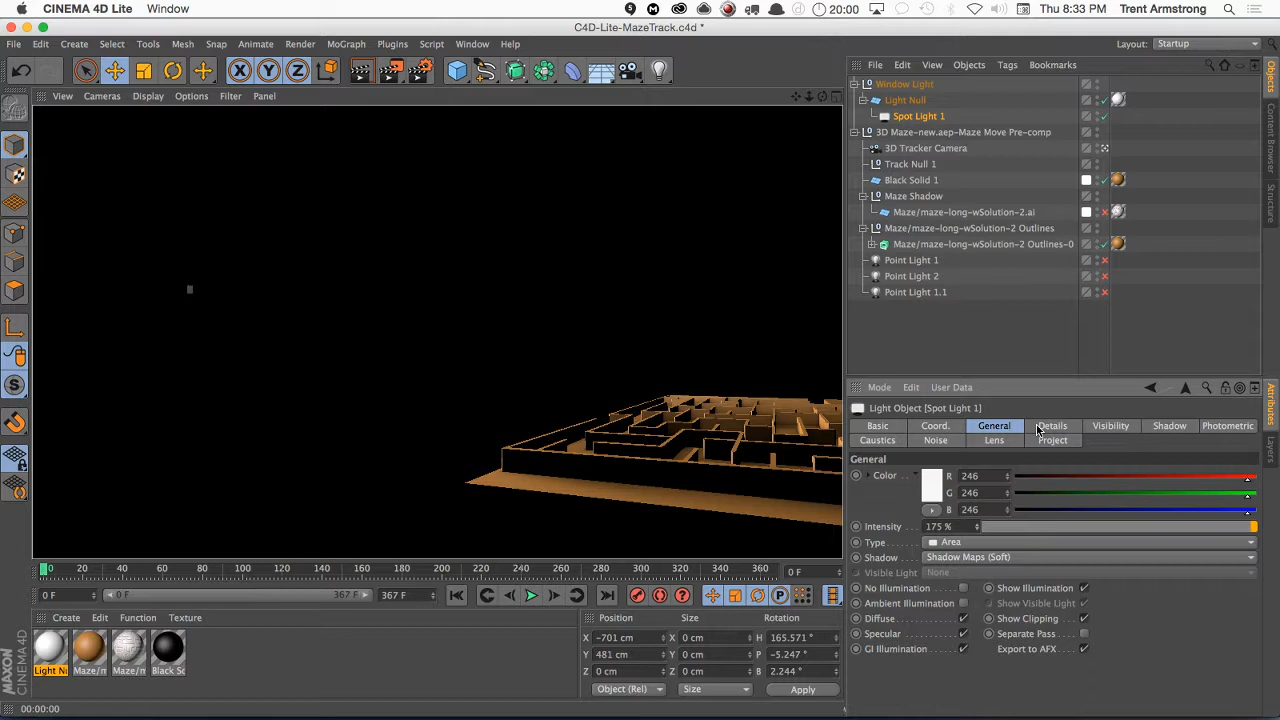 CINEMA 4D Lite Window 20:00 Thu 8:33 PM Trent Armstrong
C4D-Lite-MazeTrack.c4d *
File Edit Create Select Tools Mesh Snap Animate Render MoGraph Plugins Script Window Help Layout: Startup
X Y Z
File Edit View Objects Tags Bookmarks
View Cameras Display Options Filter Panel
Window Light
Light Null
Spot Light 1
3D Maze-new.aep-Maze Move Pre-comp
3D Tracker Camera
Track Null 1
Black Solid 1
Maze Shadow
Maze/maze-long-wSolution-2.ai
Maze/maze-long-wSolution-2 Outlines
Maze/maze-long-wSolution-2 Outlines-0
Point Light 1
Point Light 2
Point Light 1.1
Objects
Content Browser
Structure
Mode Edit User Data
Light Object [Spot Light 1]
Basic Coord. General Details Visibility Shadow Photometric
Caustics Noise Lens Project
General
Color R 246
G 246
B 246
Intensity 175 %
Type Area
Shadow Shadow Maps (Soft)
Visible Light None
No Illumination Show Illumination
Ambient Illumination Show Visible Light
Diffuse Show Clipping
Specular Separate Pass
GI Illumination Export to AFX
Attributes
Layers
0 20 40 60 80 100 120 140 160 180 200 220 240 260 280 300 320 340 360 0 F
0 F 0 F 367 F 367 F
Create Edit Function Texture
Light Nu Maze/m Maze/m Black So
Position Size Rotation
X -701 cm X 0 cm H 165.571 °
Y 481 cm Y 0 cm P -5.247 °
Z 0 cm Z 0 cm B 2.244 °
Object (Rel) Size Apply
MAXON
CINEMA 4D
00:00:00